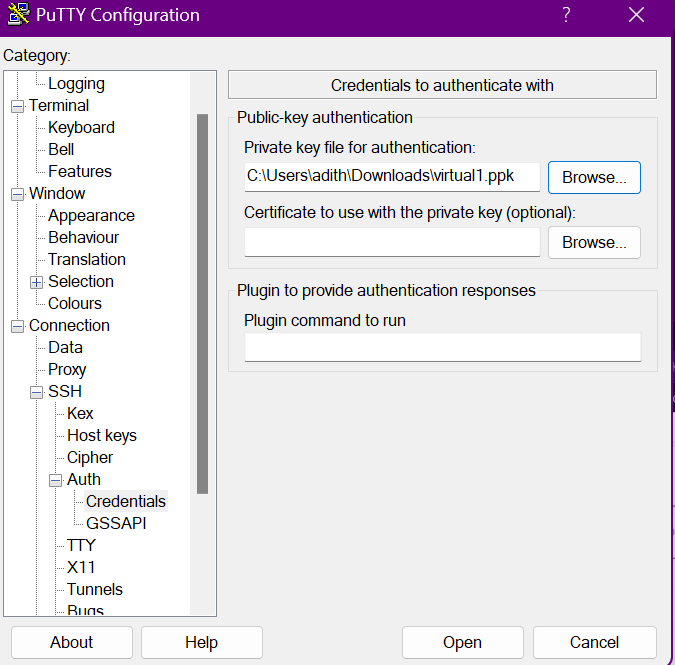 PuTTY Configuration
?
Category:
Logging
Terminal
Keyboard
Bell
Features
Window
Appearance
Behaviour
Translation
Selection
Colours
Connection
Data
Proxy
SSH
Kex
Host keys
Cipher
Auth
Credentials
GSSAPI
TTY
X11
Tunnels
Bugs
Credentials to authenticate with
Public-key authentication
Private key file for authentication:
C:\Users\adith\Downloads\virtual1.ppk
Browse...
Certificate to use with the private key (optional):
Browse...
Plugin to provide authentication responses
Plugin command to run
About
Help
Open
Cancel